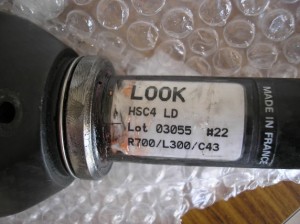 LOOK
HSC4 LD
Lot 03055 #22
R700/L300/C43
MADE IN FRANCE